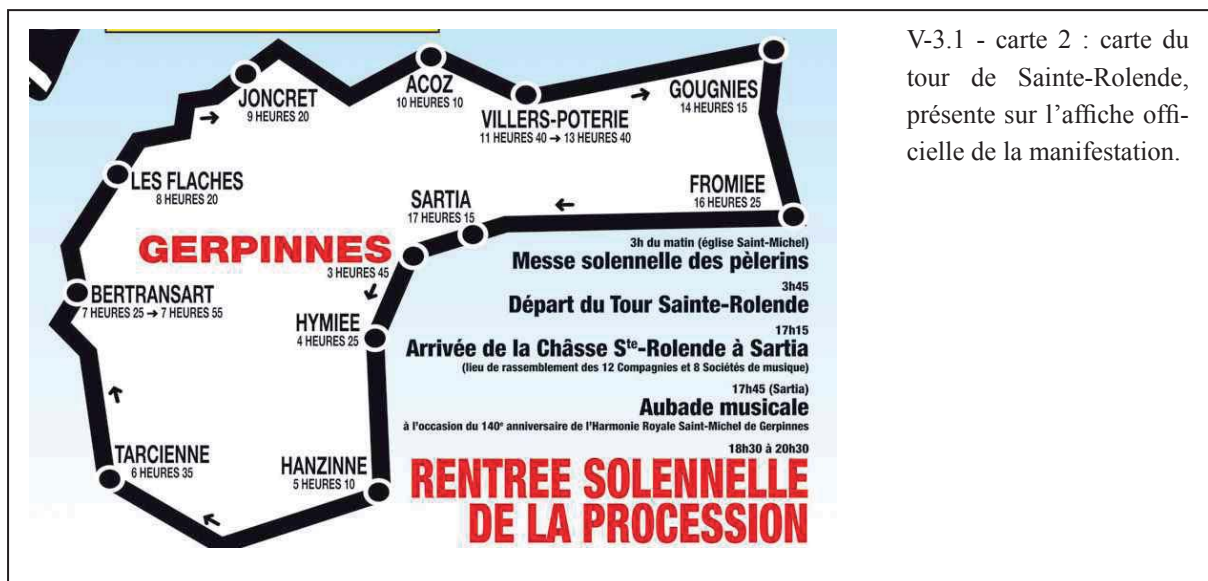 JONCRET
9 HEURES 20
ACOZ
10 HEURES 10
VILLERS-POTERIE
11 HEURES 40 → 13 HEURES 40
GOUGNIES
14 HEURES 15
LES FLACHES
8 HEURES 20
SARTIA
17 HEURES 15
FROMIEE
16 HEURES 25
GERPINNES
3 HEURES 45
BERTRANSART
7 HEURES 25 → 7 HEURES 55
HYMIEE
4 HEURES 25
TARCIENNE
6 HEURES 35
HANZINNE
5 HEURES 10
3h du matin (église Saint-Michel)
Messe solennelle des pèlerins
3h45
Départ du Tour Sainte-Rolende
17h15
Arrivée de la Châsse Ste-Rolende à Sartia
(lieu de rassemblement des 12 Compagnies et 8 Sociétés de musique)
17h45 (Sartia)
Aubade musicale
à l'occasion du 140e anniversaire de l'Harmonie Royale Saint-Michel de Gerpinnes
18h30 à 20h30
RENTREE SOLENNELLE
DE LA PROCESSION
V-3.1 - carte 2 : carte du
tour de Sainte-Rolende,
présente sur l’affiche offi-
cielle de la manifestation.